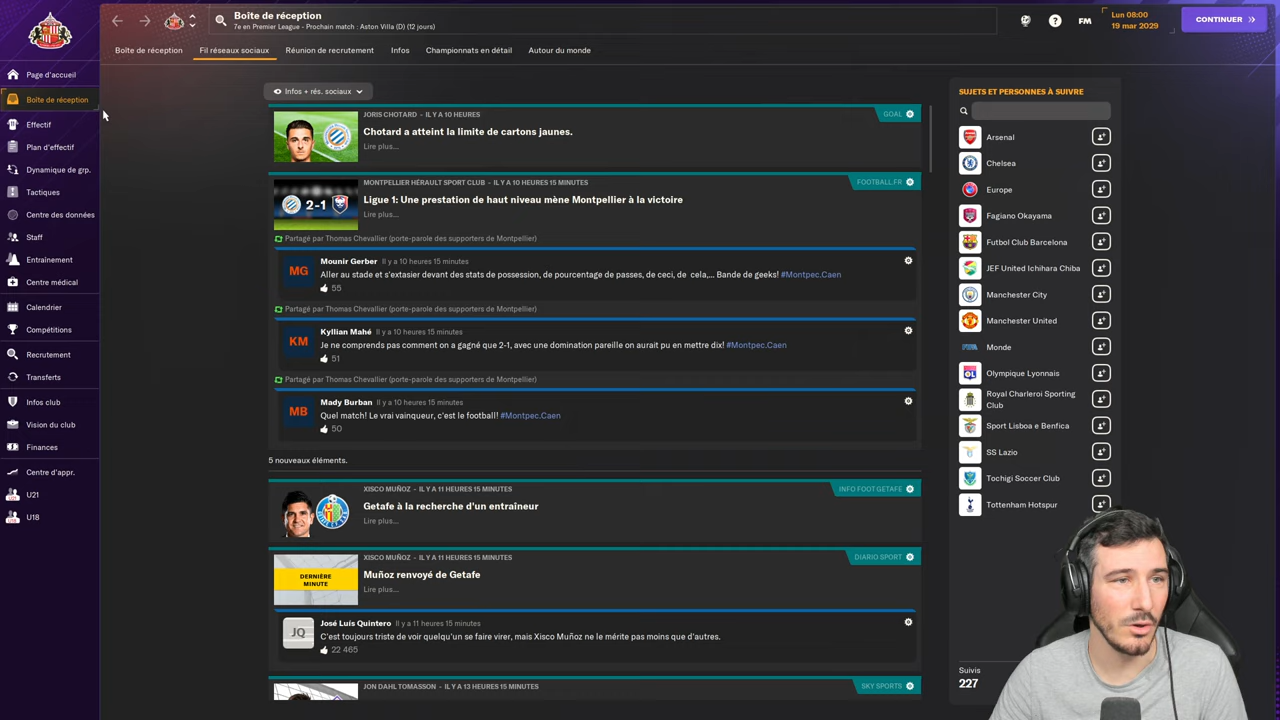 Boîte de réception
7e en Premier League - Prochain match : Aston Villa (D) (12 jours)
FM
Lun 08:00
19 mar 2029
CONTINUER
Boîte de réception
Fil réseaux sociaux
Réunion de recrutement
Infos
Championnats en détail
Autour du monde
Page d'accueil
Boîte de réception
Effectif
Plan d'effectif
Dynamique de grp.
Tactiques
Centre des données
Staff
Entraînement
Centre médical
Calendrier
Compétitions
Recrutement
Transferts
Infos club
Vision du club
Finances
Centre d'appr.
U21
U18
Infos + rés. sociaux
JORIS CHOTARD - IL Y A 10 HEURES
GOAL
Chotard a atteint la limite de cartons jaunes.
Lire plus...
MONTPELLIER HÉRAULT SPORT CLUB - IL Y A 10 HEURES 15 MINUTES
FOOTBALL.FR
2-1
Ligue 1: Une prestation de haut niveau mène Montpellier à la victoire
Lire plus...
Partagé par Thomas Chevallier (porte-parole des supporters de Montpellier)
MG
Mounir Gerber Il y a 10 heures 15 minutes
Aller au stade et s'extasier devant des stats de possession, de pourcentage de passes, de ceci, de cela,... Bande de geeks! #Montpec.Caen
55
Partagé par Thomas Chevallier (porte-parole des supporters de Montpellier)
KM
Kyllian Mahé Il y a 10 heures 15 minutes
Je ne comprends pas comment on a gagné que 2-1, avec une domination pareille on aurait pu en mettre dix! #Montpec.Caen
51
Partagé par Thomas Chevallier (porte-parole des supporters de Montpellier)
MB
Mady Burban Il y a 10 heures 15 minutes
Quel match! Le vrai vainqueur, c'est le football! #Montpec.Caen
50
5 nouveaux éléments.
XISCO MUÑOZ - IL Y A 11 HEURES 15 MINUTES
INFO FOOT GETAFE
Getafe à la recherche d'un entraîneur
Lire plus...
XISCO MUÑOZ - IL Y A 11 HEURES 15 MINUTES
DIARIO SPORT
DERNIÈRE
MINUTE
Muñoz renvoyé de Getafe
Lire plus...
JQ
José Luís Quintero Il y a 11 heures 15 minutes
C'est toujours triste de voir quelqu'un se faire virer, mais Xisco Muñoz ne le mérite pas moins que d'autres.
22 465
JON DAHL TOMASSON - IL Y A 13 HEURES 15 MINUTES
SKY SPORTS
SUJETS ET PERSONNES À SUIVRE
Arsenal
Chelsea
Europe
Fagiano Okayama
Futbol Club Barcelona
JEF United Ichihara Chiba
Manchester City
Manchester United
Monde
Olympique Lyonnais
Royal Charleroi Sporting
Club
Sport Lisboa e Benfica
SS Lazio
Tochigi Soccer Club
Tottenham Hotspur
Suivis
227